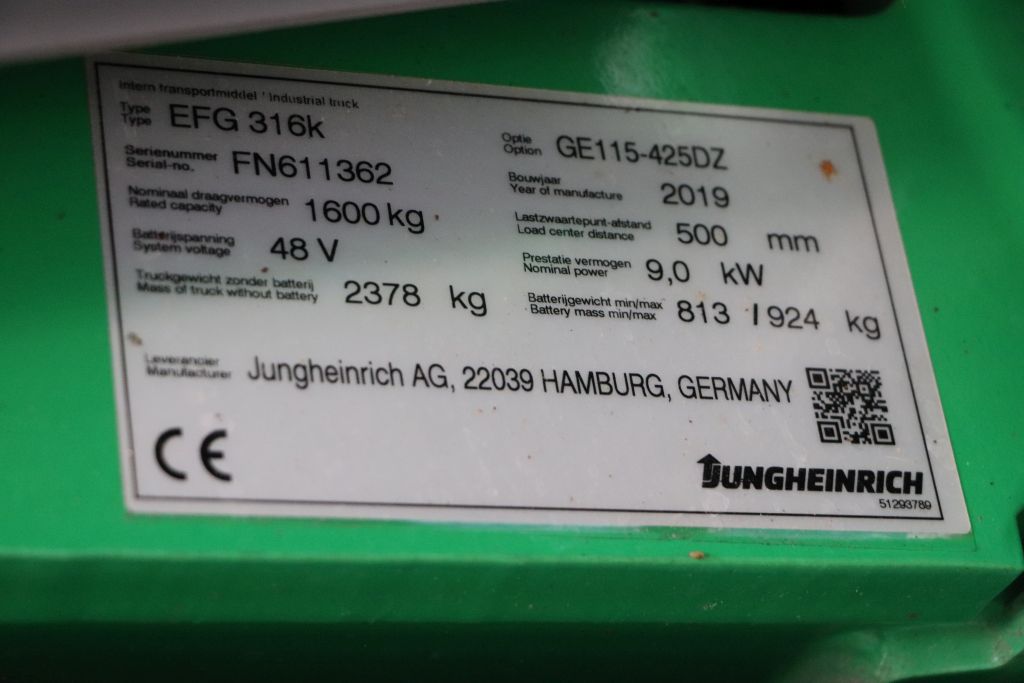 Intern transportmiddel / Industrial truck
Type
Type EFG 316k
Optie
Option GE115-425DZ
Serienummer
Serial-no. FN611362
Bouwjaar
Year of manufacture 2019
Nominaal draagvermogen
Rated capacity 1600 kg
Lastzwaartepunt-afstand
Load center distance 500 mm
Batterijspanning
System voltage 48 V
Prestatie vermogen
Nominal power 9,0 kW
Truckgewicht zonder batterij
Mass of truck without battery 2378 kg
Batterijgewicht min/max
Battery mass min/max 813 / 924 kg
Leverancier
Manufacturer Jungheinrich AG, 22039 HAMBURG, GERMANY
CE
JUNGHEINRICH
51293789